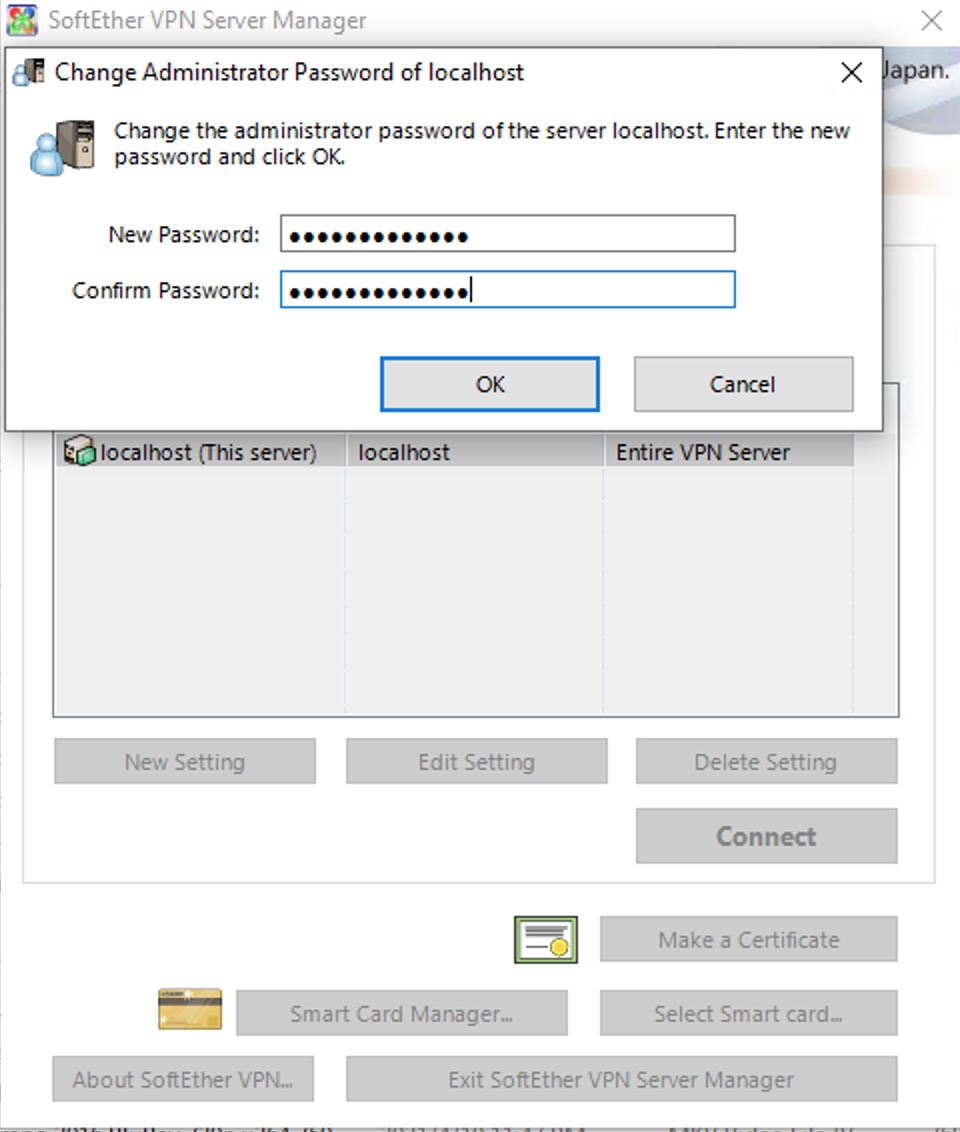 SoftEther VPN Server Manager
Change Administrator Password of localhost
Japan.
Change the administrator password of the server localhost. Enter the new
password and click OK.
New Password: ●●●●●●●●●●●●●
Confirm Password: ●●●●●●●●●●●●●
OK Cancel
localhost (This server) localhost Entire VPN Server
New Setting Edit Setting Delete Setting
Connect
Make a Certificate
Smart Card Manager... Select Smart card...
About SoftEther VPN... Exit SoftEther VPN Server Manager